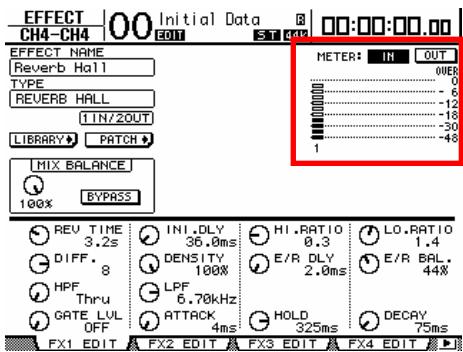 EFFECT
CH4-CH4
00 Initial Data
EDIT
ST 44k
00:00:00.00
EFFECT NAME
Reverb Hall
TYPE
REVERB HALL
1IN/2OUT
LIBRARY PATCH
MIX BALANCE
100% BYPASS
METER: IN OUT
OVER
0
- 6
-12
-18
-30
-48
1
REV TIME 3.2s
INI.DLY 36.0ms
HI.RATIO 0.3
LO.RATIO 1.4
DIFF. 8
DENSITY 100%
E/R DLY 2.0ms
E/R BAL. 44%
HPF Thru
LPF 6.70kHz
GATE LVL OFF
ATTACK 4ms
HOLD 325ms
DECAY 75ms
FX1 EDIT FX2 EDIT FX3 EDIT FX4 EDIT